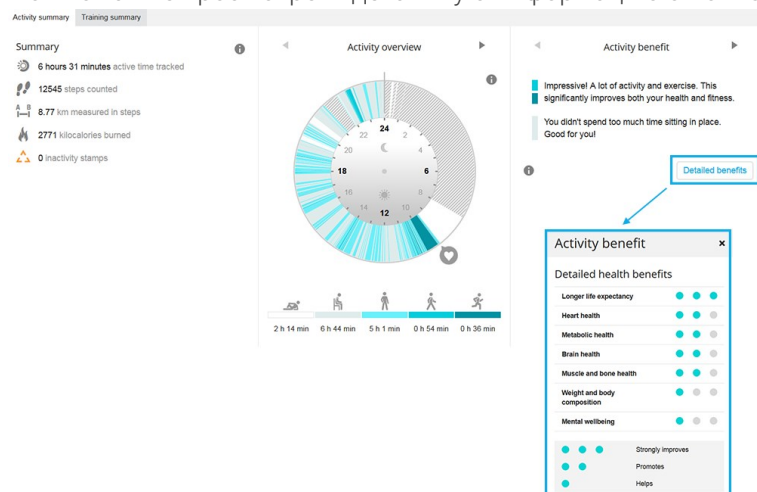 Activity summary Training summary
Summary
6 hours 31 minutes active time tracked
12545 steps counted
A B
8.77 km measured in steps
2771 kilocalories burned
0 inactivity stamps
Activity overview
24
22 2
20 4
18 6
16 8
14 10
12
2 h 14 min 6 h 44 min 5 h 1 min 0 h 54 min 0 h 36 min
Activity benefit
Impressive! A lot of activity and exercise. This
significantly improves both your health and fitness.
You didn't spend too much time sitting in place.
Good for you!
Detailed benefits
Activity benefit ×
Detailed health benefits
Longer life expectancy
Heart health
Metabolic health
Brain health
Muscle and bone health
Weight and body
composition
Mental wellbeing
Strongly improves
Promotes
Helps